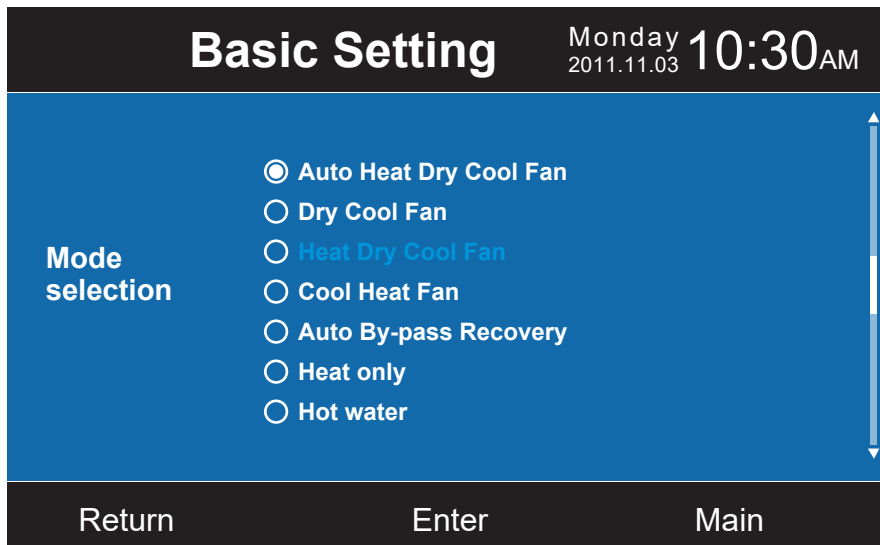 Basic Setting
Monday
2011.11.03
10:30AM
Mode
selection
Auto Heat Dry Cool Fan
Dry Cool Fan
Heat Dry Cool Fan
Cool Heat Fan
Auto By-pass Recovery
Heat only
Hot water
Return
Enter
Main